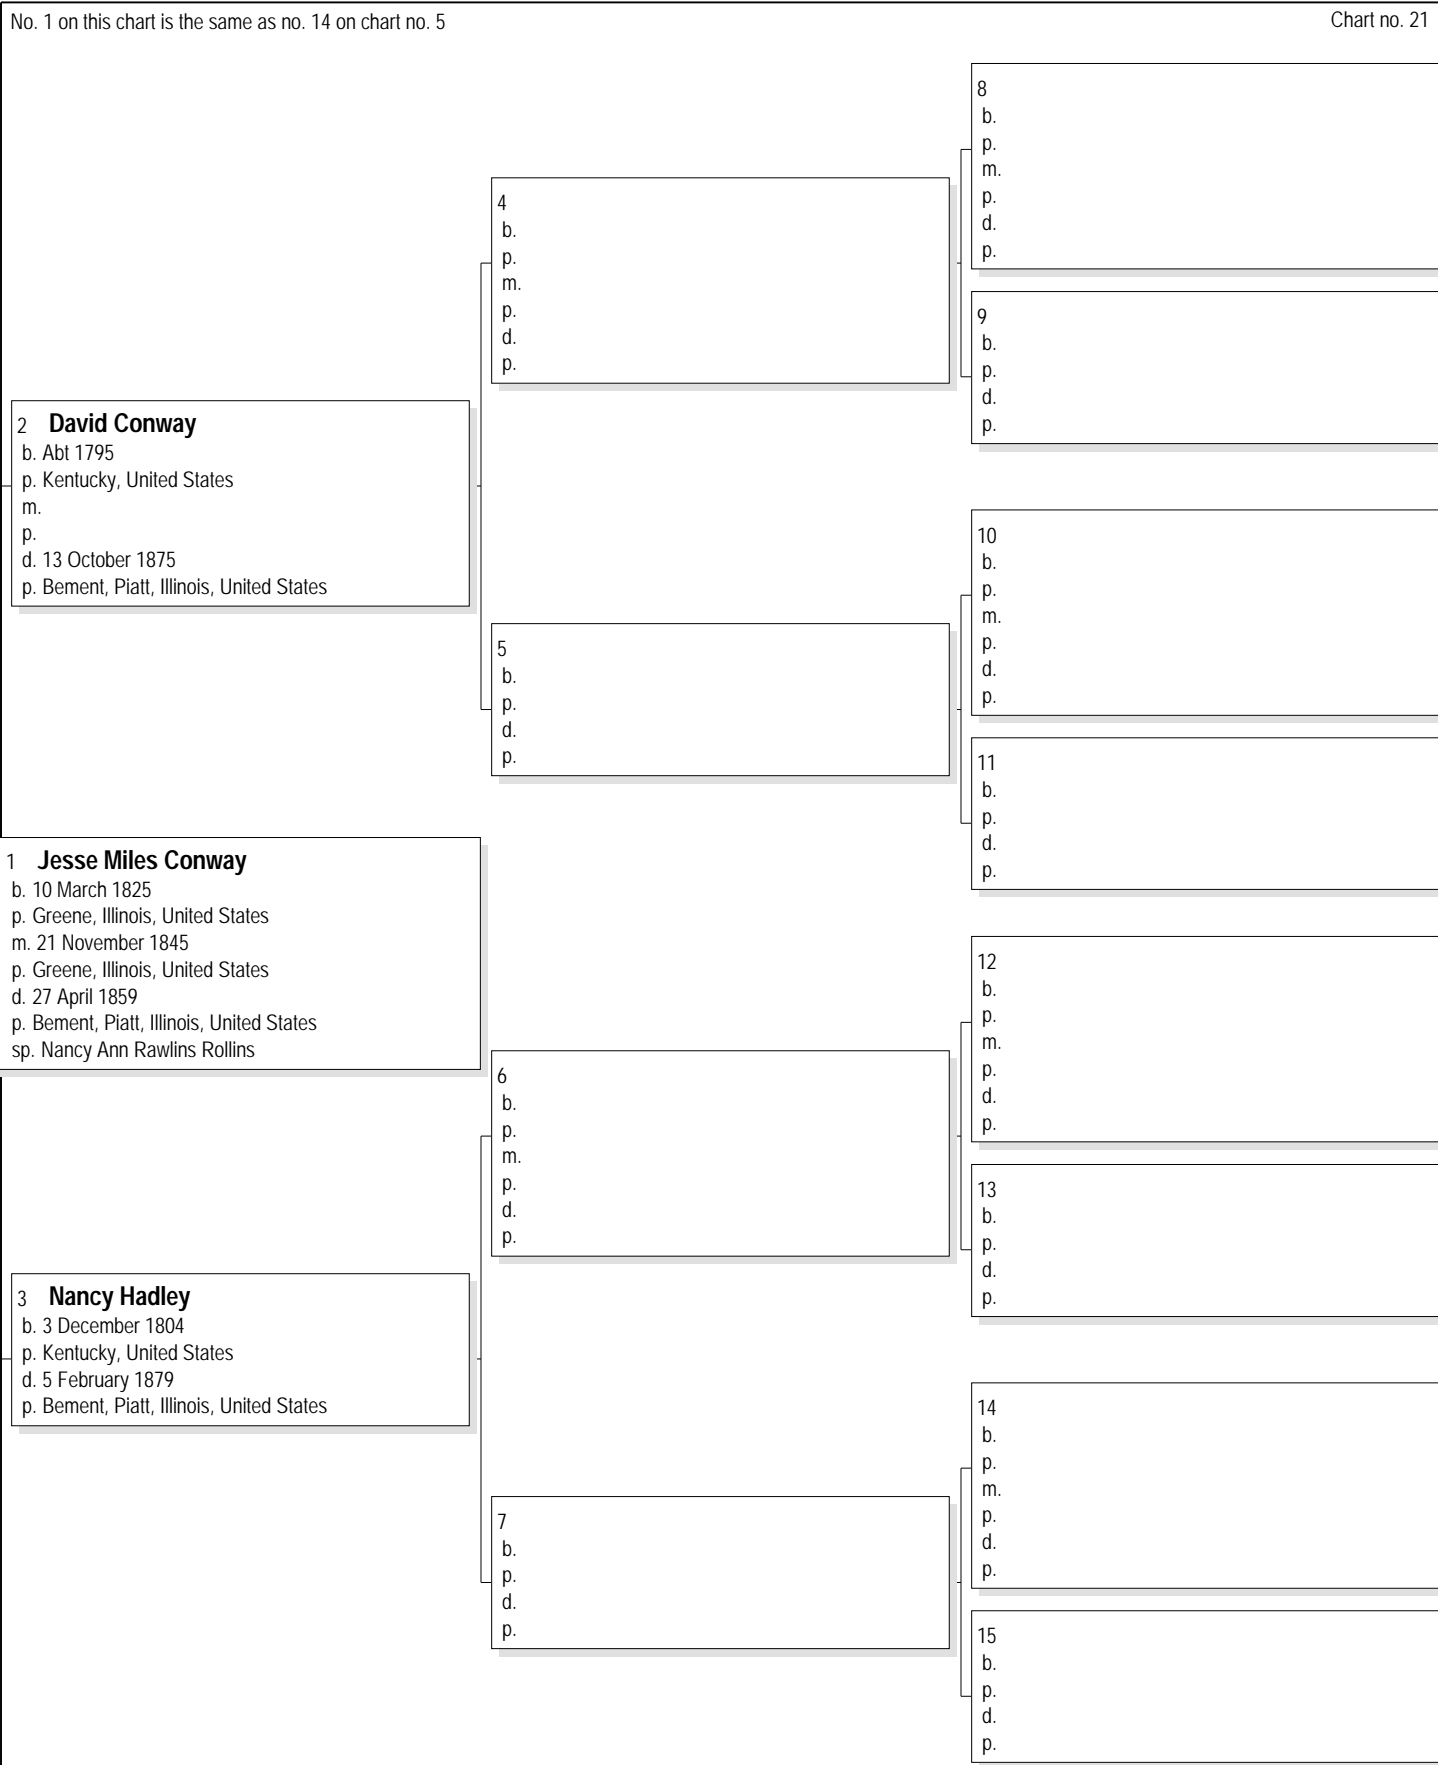 No. 1 on this chart is the same as no. 14 on chart no. 5
Chart no. 21
8
b.
p.
m.
p.
d.
p.
4
b.
p.
m.
p.
d.
p.
9
b.
p.
d.
p.
2 David Conway
b. Abt 1795
p. Kentucky, United States
m.
p.
d. 13 October 1875
p. Bement, Piatt, Illinois, United States
10
b.
p.
m.
p.
d.
p.
5
b.
p.
d.
p.
11
b.
p.
d.
p.
1 Jesse Miles Conway
b. 10 March 1825
p. Greene, Illinois, United States
m. 21 November 1845
p. Greene, Illinois, United States
d. 27 April 1859
p. Bement, Piatt, Illinois, United States
sp. Nancy Ann Rawlins Rollins
12
b.
p.
m.
p.
d.
p.
6
b.
p.
m.
p.
d.
p.
13
b.
p.
d.
p.
3 Nancy Hadley
b. 3 December 1804
p. Kentucky, United States
d. 5 February 1879
p. Bement, Piatt, Illinois, United States
14
b.
p.
m.
p.
d.
p.
7
b.
p.
d.
p.
15
b.
p.
d.
p.